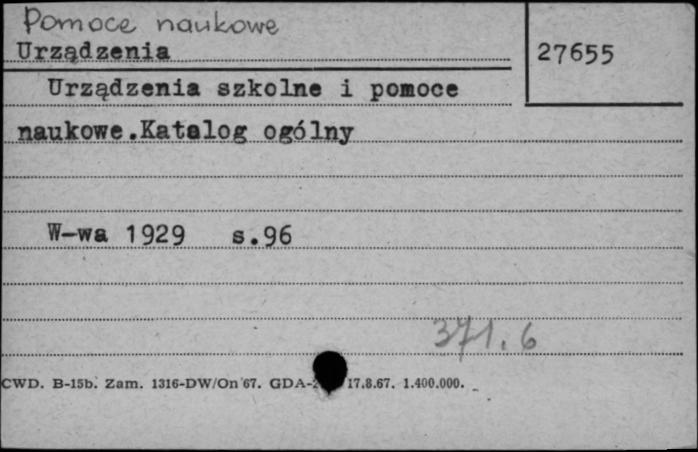 Pomoce naukowe
Urządzenia
27655
Urządzenia szkolne i pomoce
naukowe.Katalog ogólny
W-wa 1929 s.96
371.6
CWD. B-15b. Zam. 1316-DW/On 67. GDA- 17.8.67. 1.400.000.